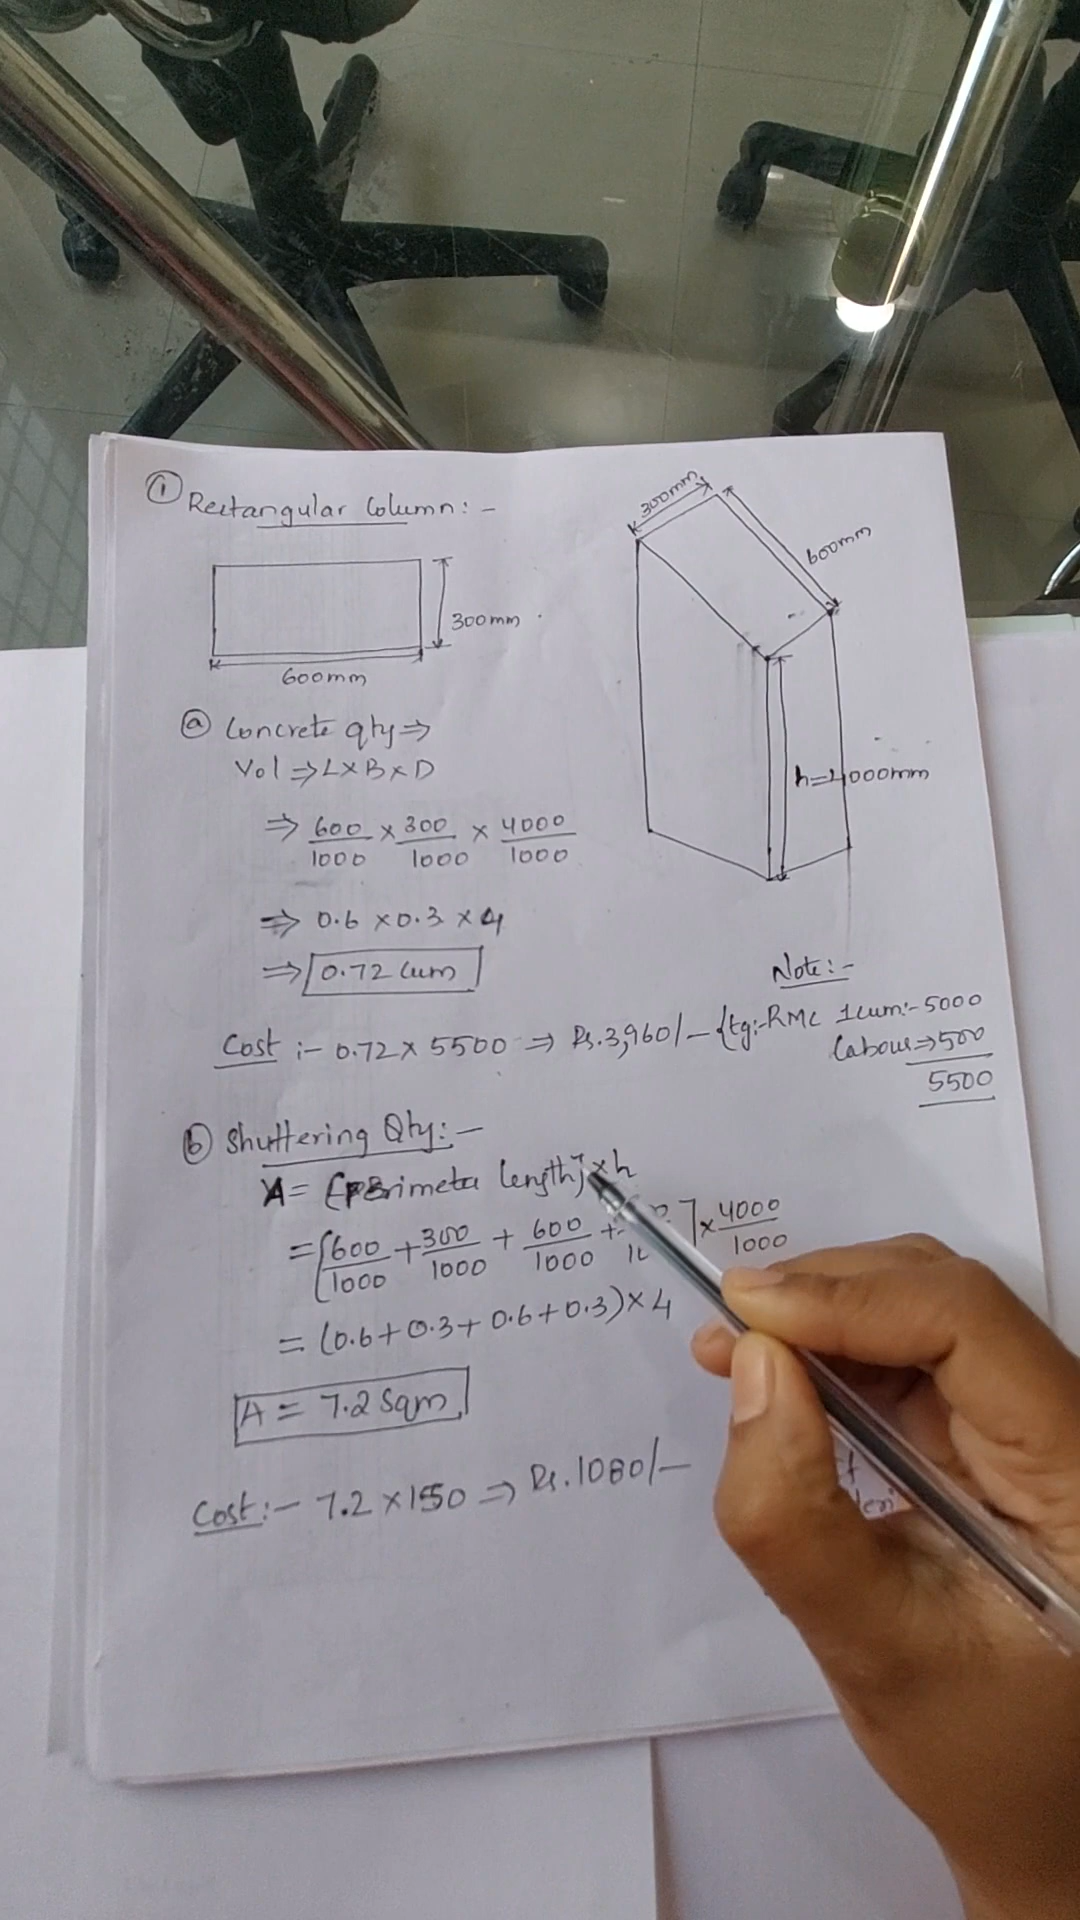 ① Rectangular Column:-
300mm
600mm
300mm
600mm
h=4000mm
ⓐ Concrete qty⇒
Vol ⇒ L×B×D
⇒ 600/1000 × 300/1000 × 4000/1000
⇒ 0.6 × 0.3 × 4
⇒ 0.72 Cum
Note:-
Cost :- 0.72 × 5500 ⇒ Rs.3,960/- {Eg:-RMC 1cum:-5000
Labour⇒500
5500
ⓑ Shuttering Qty:-
A = [Perimeter length] × h
= [600/1000 + 300/1000 + 600/1000 + ] × 4000/1000
= (0.6+0.3+0.6+0.3)×4
A = 7.2 Sqm
Cost:- 7.2 × 150 ⇒ Rs.1080/-